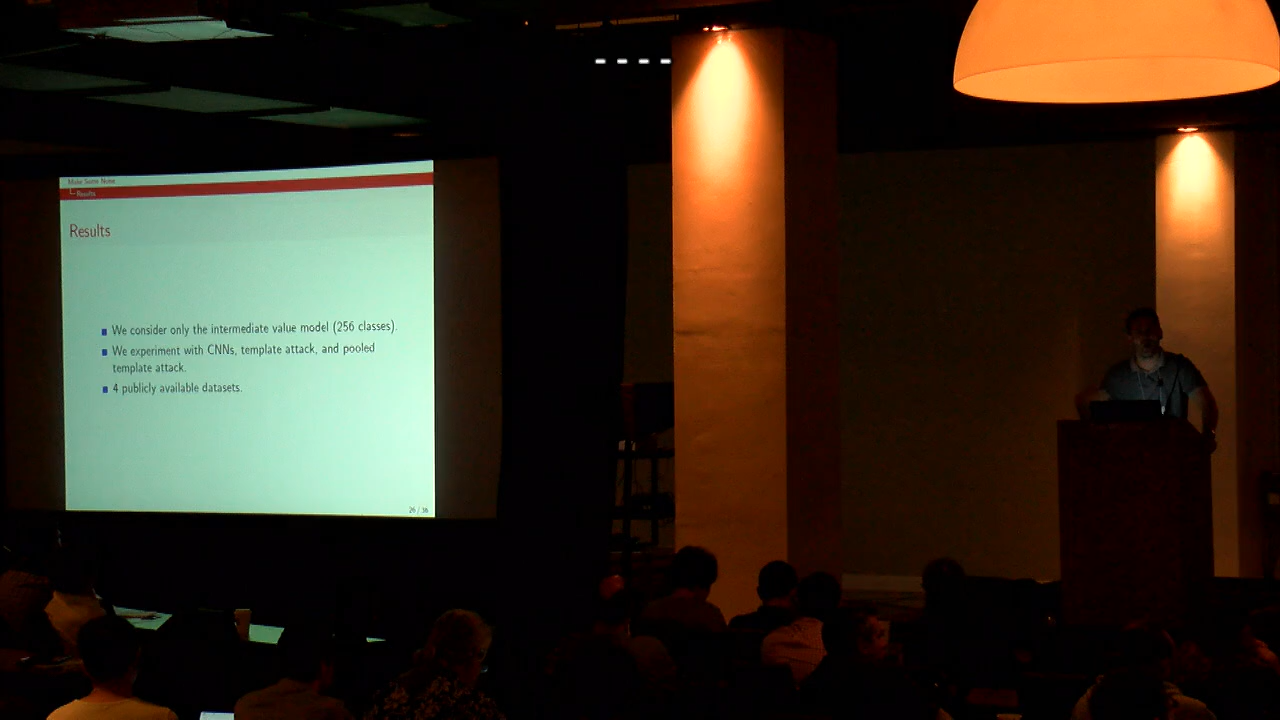 Make Some Noise
Results
Results
We consider only the intermediate value model (256 classes).
We experiment with CNNs, template attack, and pooled
template attack.
4 publicly available datasets.
26 / 36